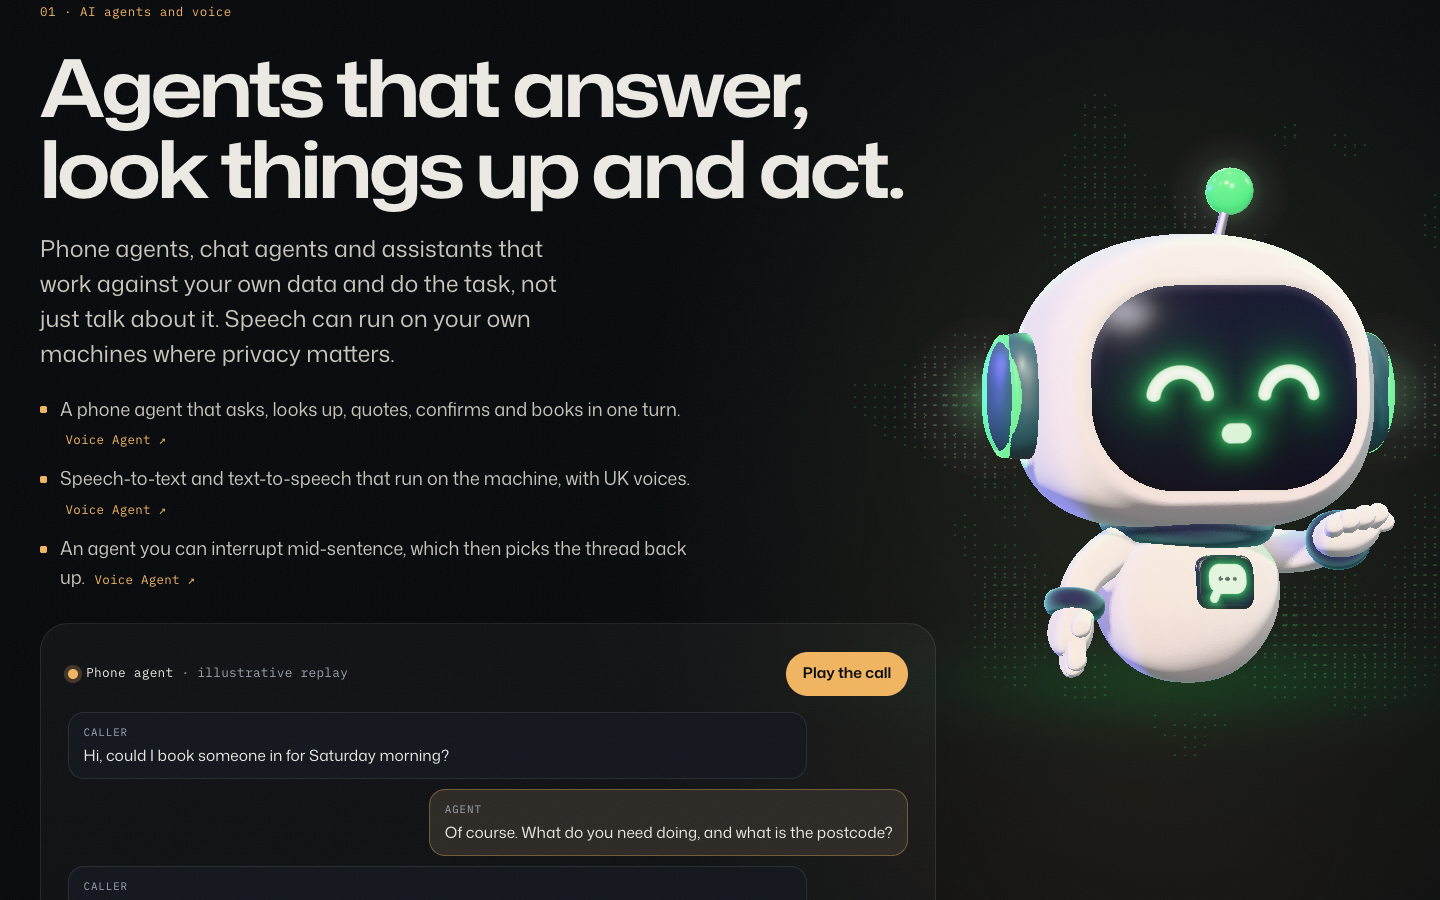 01 · AI agents and voice
Agents that answer,
look things up and act.
Phone agents, chat agents and assistants that
work against your own data and do the task, not
just talk about it. Speech can run on your own
machines where privacy matters.
A phone agent that asks, looks up, quotes, confirms and books in one turn.
Voice Agent ↗
Speech-to-text and text-to-speech that run on the machine, with UK voices.
Voice Agent ↗
An agent you can interrupt mid-sentence, which then picks the thread back
up. Voice Agent ↗
Phone agent · illustrative replay
Play the call
CALLER
Hi, could I book someone in for Saturday morning?
AGENT
Of course. What do you need doing, and what is the postcode?
CALLER